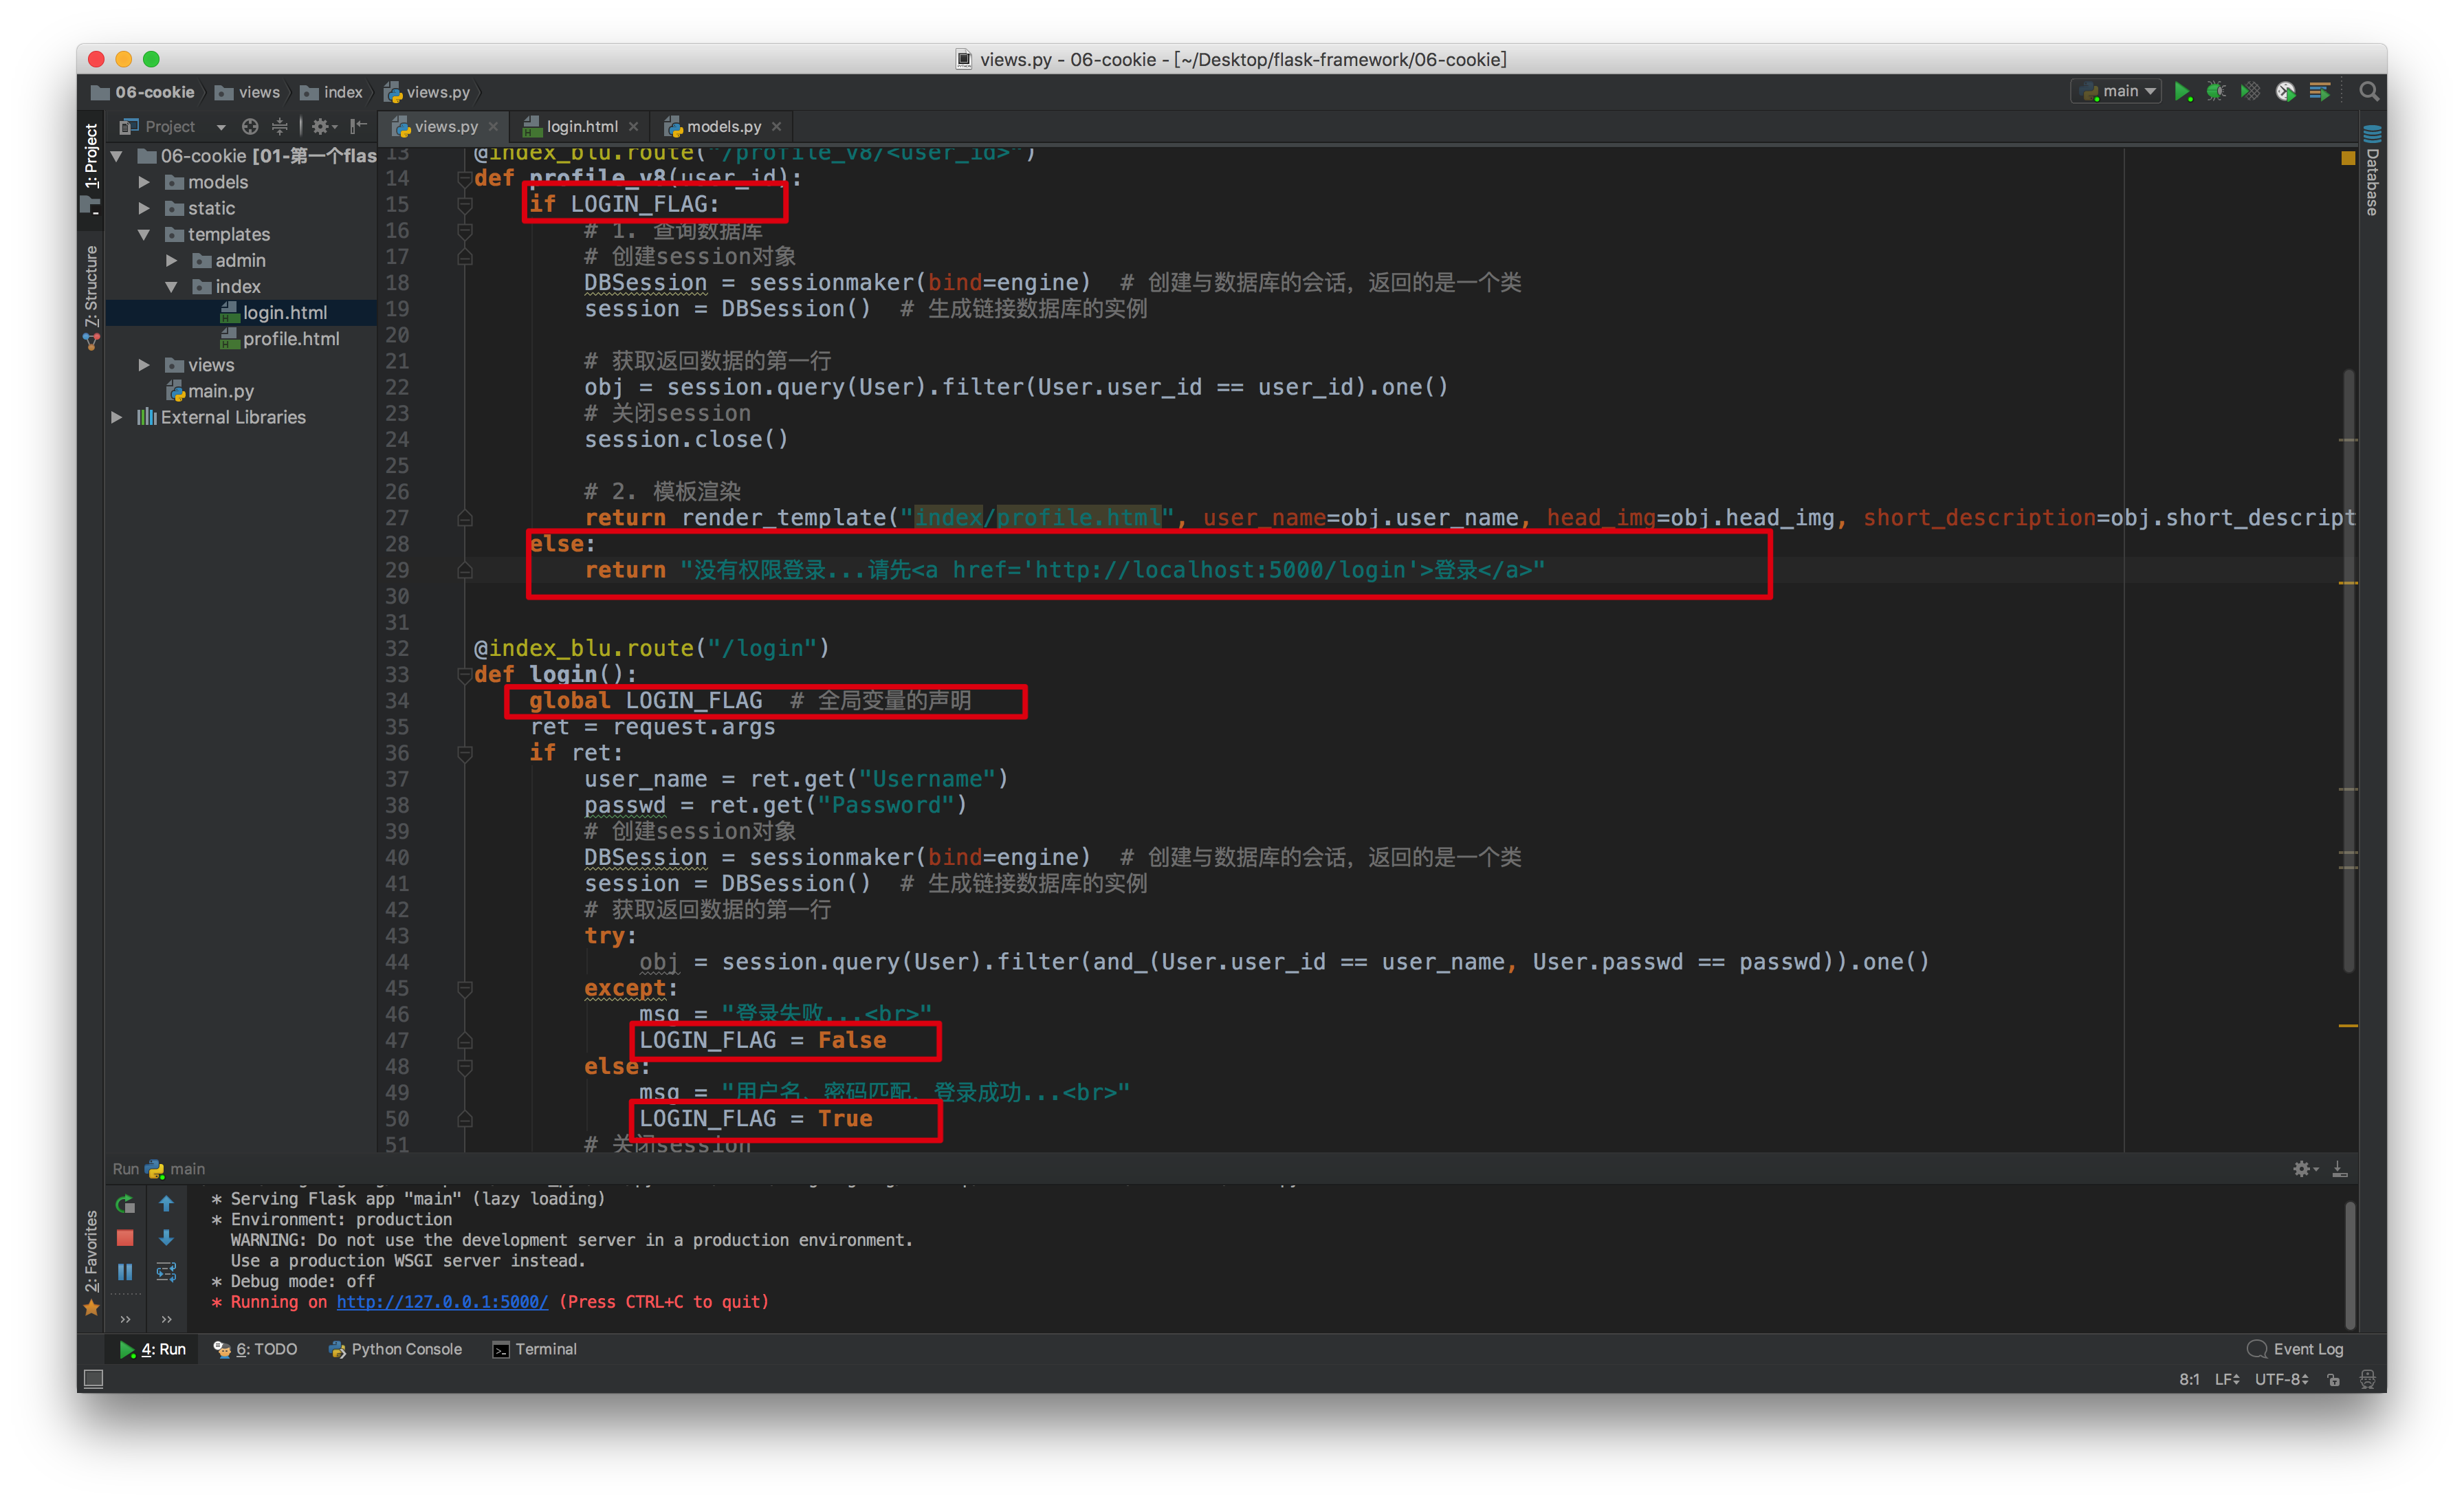 views.py - 06-cookie - [~/Desktop/flask-framework/06-cookie]
06-cookie views index views.py
main
Project
views.py login.html models.py
1: Project
Z: Structure
2: Favorites
Database
06-cookie [01-第一个flas
models
static
templates
admin
index
login.html
profile.html
views
main.py
External Libraries
13 @index_blu.route("/profile_v8/<user_id>")
14 def profile_v8(user_id):
15 if LOGIN_FLAG:
16 # 1. 查询数据库
17 # 创建session对象
18 DBSession = sessionmaker(bind=engine)  # 创建与数据库的会话，返回的是一个类
19 session = DBSession()  # 生成链接数据库的实例
20
21 # 获取返回数据的第一行
22 obj = session.query(User).filter(User.user_id == user_id).one()
23 # 关闭session
24 session.close()
25
26 # 2. 模板渲染
27 return render_template("index/profile.html", user_name=obj.user_name, head_img=obj.head_img, short_description=obj.short_descript
28 else:
29 return "没有权限登录...请先<a href='http://localhost:5000/login'>登录</a>"
30
31
32 @index_blu.route("/login")
33 def login():
34 global LOGIN_FLAG  # 全局变量的声明
35 ret = request.args
36 if ret:
37 user_name = ret.get("Username")
38 passwd = ret.get("Password")
39 # 创建session对象
40 DBSession = sessionmaker(bind=engine)  # 创建与数据库的会话，返回的是一个类
41 session = DBSession()  # 生成链接数据库的实例
42 # 获取返回数据的第一行
43 try:
44 obj = session.query(User).filter(and_(User.user_id == user_name, User.passwd == passwd)).one()
45 except:
46 msg = "登录失败...<br>"
47 LOGIN_FLAG = False
48 else:
49 msg = "用户名、密码匹配，登录成功...<br>"
50 LOGIN_FLAG = True
51 # 关闭session
Run main
* Serving Flask app "main" (lazy loading)
* Environment: production
WARNING: Do not use the development server in a production environment.
Use a production WSGI server instead.
* Debug mode: off
* Running on http://127.0.0.1:5000/ (Press CTRL+C to quit)
4: Run 6: TODO Python Console Terminal Event Log
8:1 LF UTF-8